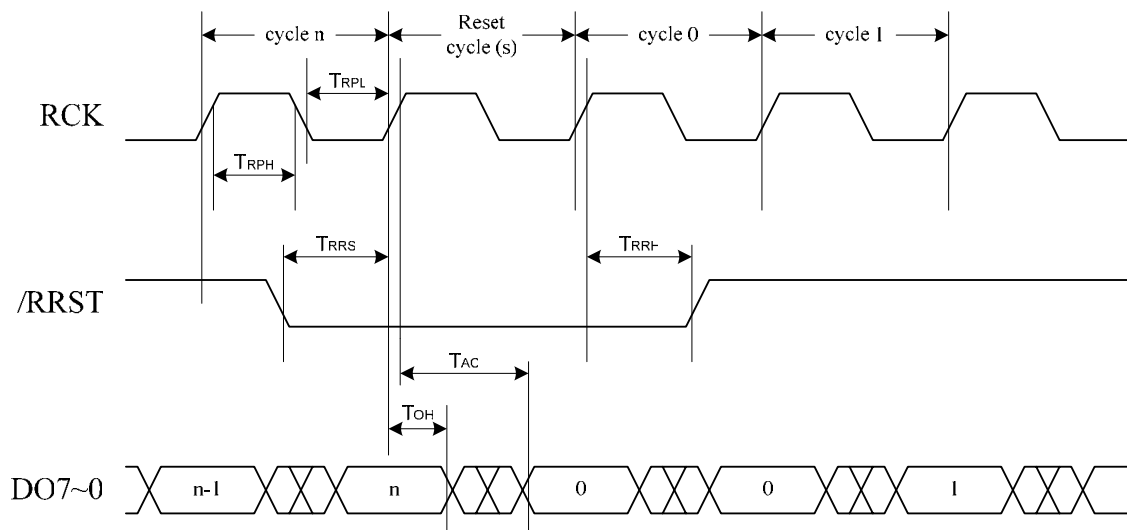 cycle n
Reset
cycle (s)
cycle 0
cycle 1
TRPL
RCK
TRPH
TRRS
TRRH
/RRST
TAC
TOH
DO7~0
n-1
n
0
0
1